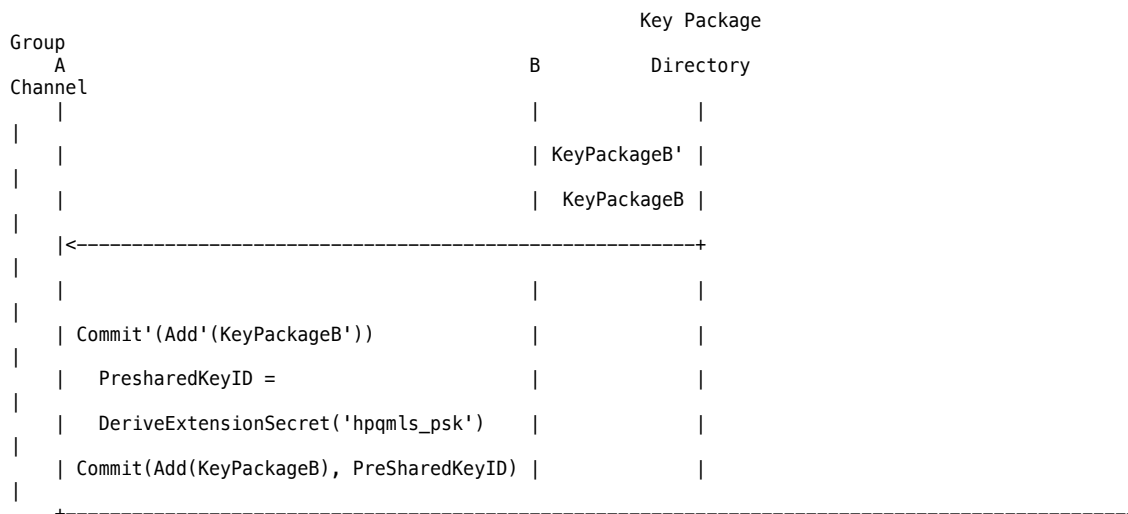 Key Package
Group
    A                                          B          Directory
Channel
    |                                          |              |
|
    |                                          | KeyPackageB' |
|
    |                                          |  KeyPackageB |
|
    |<--------------------------------------------------------+
|
    |                                          |              |
|
    | Commit'(Add'(KeyPackageB'))              |              |
|
    |   PresharedKeyID =                       |              |
|
    |   DeriveExtensionSecret('hpqmls_psk')    |              |
|
    | Commit(Add(KeyPackageB), PreSharedKeyID) |              |
|
    +-------------------------------------------------------------------------------------------------